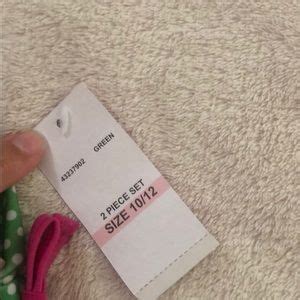 43237902
GREEN
2 PIECE SET
SIZE 10/12